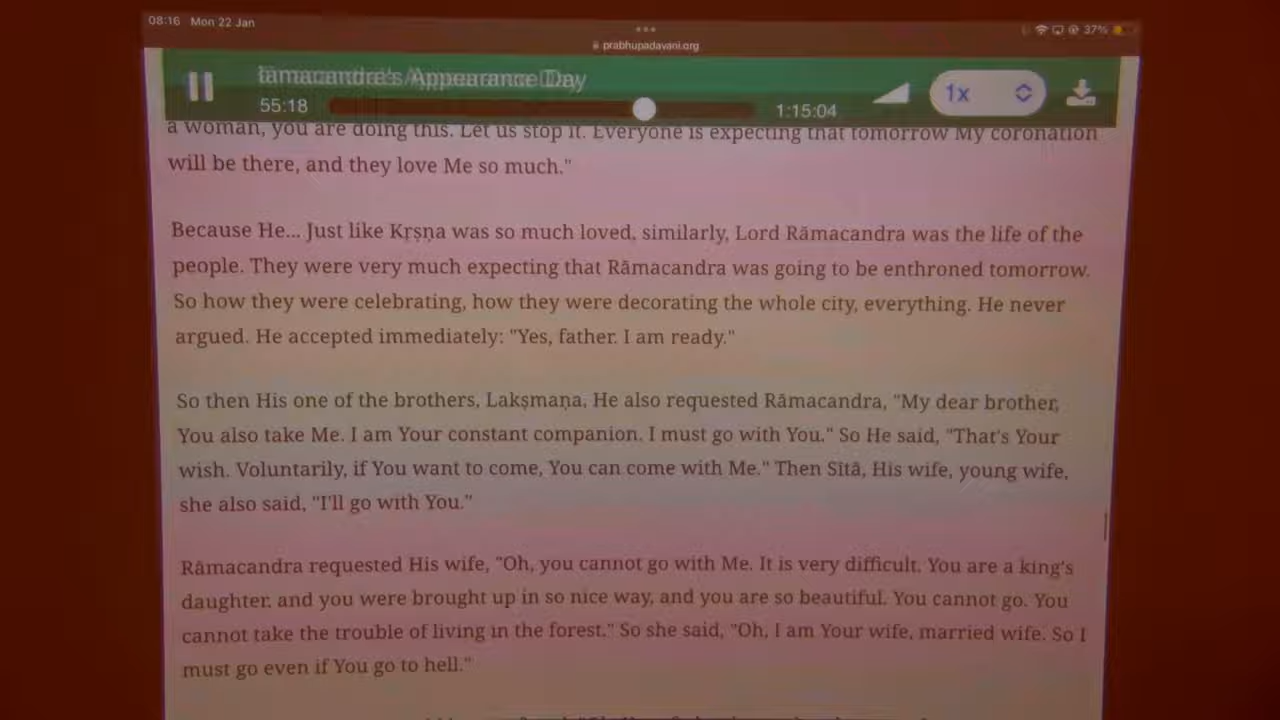 08:16 Mon 22 Jan
37%
prabhupadavani.org
Appearance Day
55:18
1:15:04
1x
a woman, you are doing this. Let us stop it. Everyone is expecting that tomorrow My coronation
will be there, and they love Me so much."
Because He... Just like Kṛṣṇa was so much loved, similarly, Lord Rāmacandra was the life of the
people. They were very much expecting that Rāmacandra was going to be enthroned tomorrow.
So how they were celebrating, how they were decorating the whole city, everything. He never
argued. He accepted immediately: "Yes, father. I am ready."
So then His one of the brothers, Lakṣmaṇa, He also requested Rāmacandra, "My dear brother,
You also take Me. I am Your constant companion. I must go with You." So He said, "That's Your
wish. Voluntarily, if You want to come, You can come with Me." Then Sītā, His wife, young wife,
she also said, "I'll go with You."
Rāmacandra requested His wife, "Oh, you cannot go with Me. It is very difficult. You are a king's
daughter, and you were brought up in so nice way, and you are so beautiful. You cannot go. You
cannot take the trouble of living in the forest." So she said, "Oh, I am Your wife, married wife. So I
must go even if You go to hell."